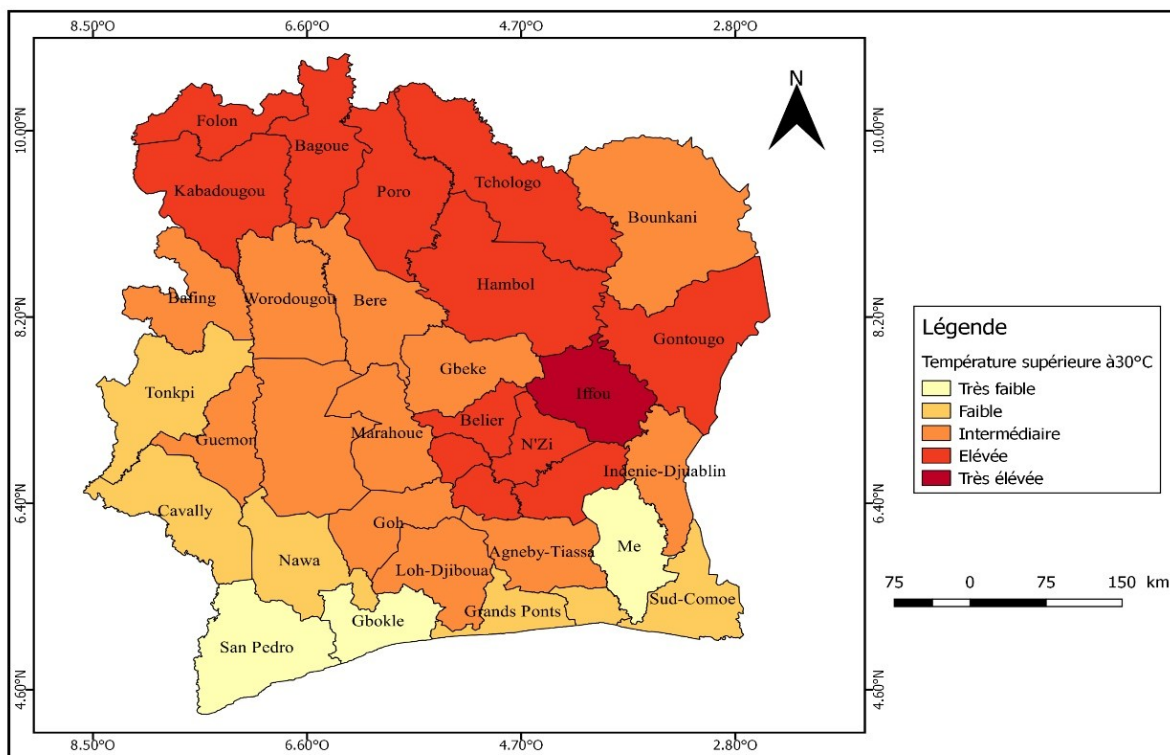 8.50°O 6.60°O 4.70°O 2.80°O
10.00°N
8.20°N
6.40°N
4.60°N
N
Folon
Bagoue
Kabadougou
Poro
Tchologo
Bounkani
Hambol
Bafing
Worodougou
Bere
Gontougo
Gbeke
Tonkpi
Iffou
Belier
Guemon
Marahoue
N'Zi
Indenie-Djuablin
Cavally
Goh
Nawa
Agneby-Tiassa
Me
Loh-Djiboua
Sud-Comoe
Grands Ponts
Gbokle
San Pedro
10.00°N
8.20°N
6.40°N
4.60°N
8.50°O 6.60°O 4.70°O 2.80°O
Légende
Température supérieure à30°C
Très faible
Faible
Intermédiaire
Elévée
Très élévée
75 0 75 150 km